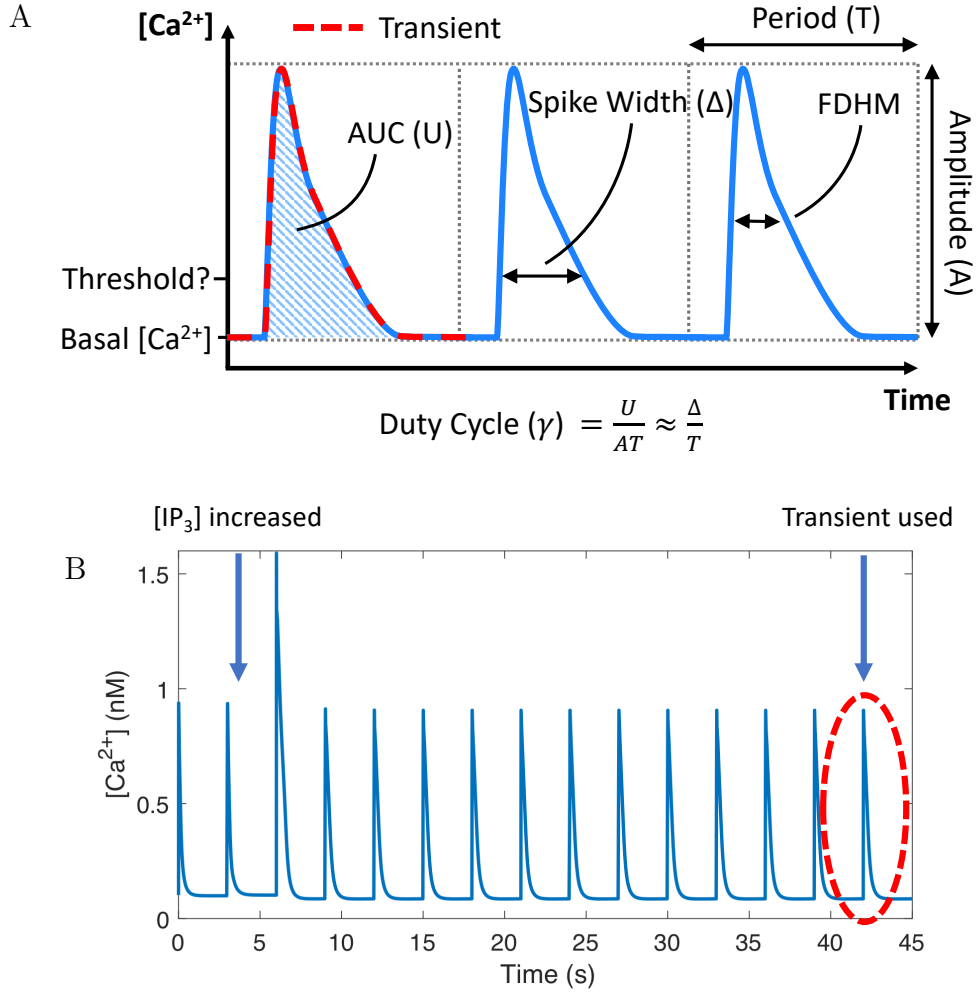 A
[Ca²⁺]
Transient
Period (T)
AUC (U)
Spike Width (Δ)
FDHM
Amplitude (A)
Threshold?
Basal [Ca²⁺]
Time
Duty Cycle (γ) = U/AT ≈ Δ/T
[IP₃] increased
Transient used
B
[Ca²⁺] (nM)
1.5
1
0.5
0
0 5 10 15 20 25 30 35 40 45
Time (s)